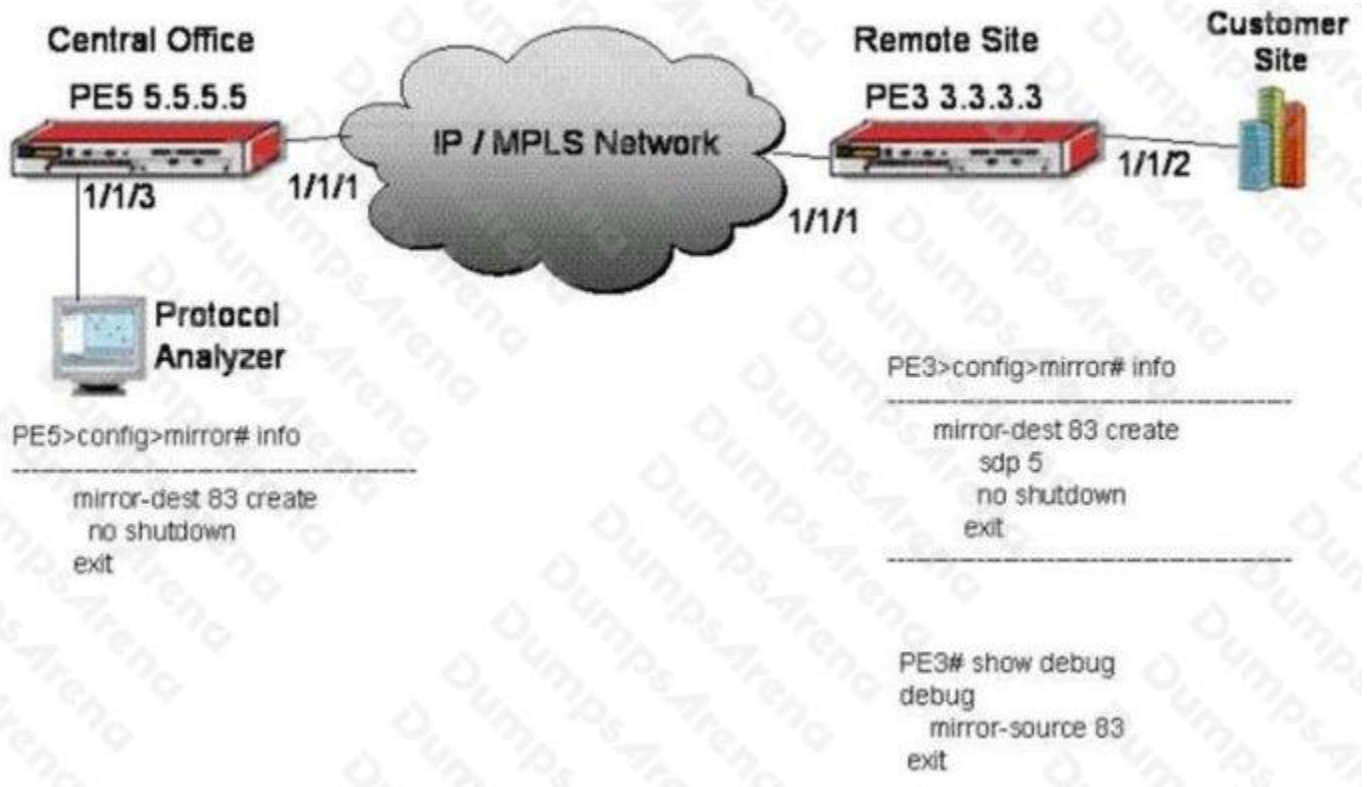 Central Office
PE5 5.5.5.5
1/1/3
1/1/1
IP / MPLS Network
Remote Site
PE3 3.3.3.3
1/1/2
1/1/1
Customer
Site
Protocol
Analyzer
PE5>config>mirror# info
----------------------------------------
mirror-dest 83 create
no shutdown
exit
PE3>config>mirror# info
----------------------------------------
mirror-dest 83 create
sdp 5
no shutdown
exit
----------------------------------------
PE3# show debug
debug
mirror-source 83
exit
DumpsArena